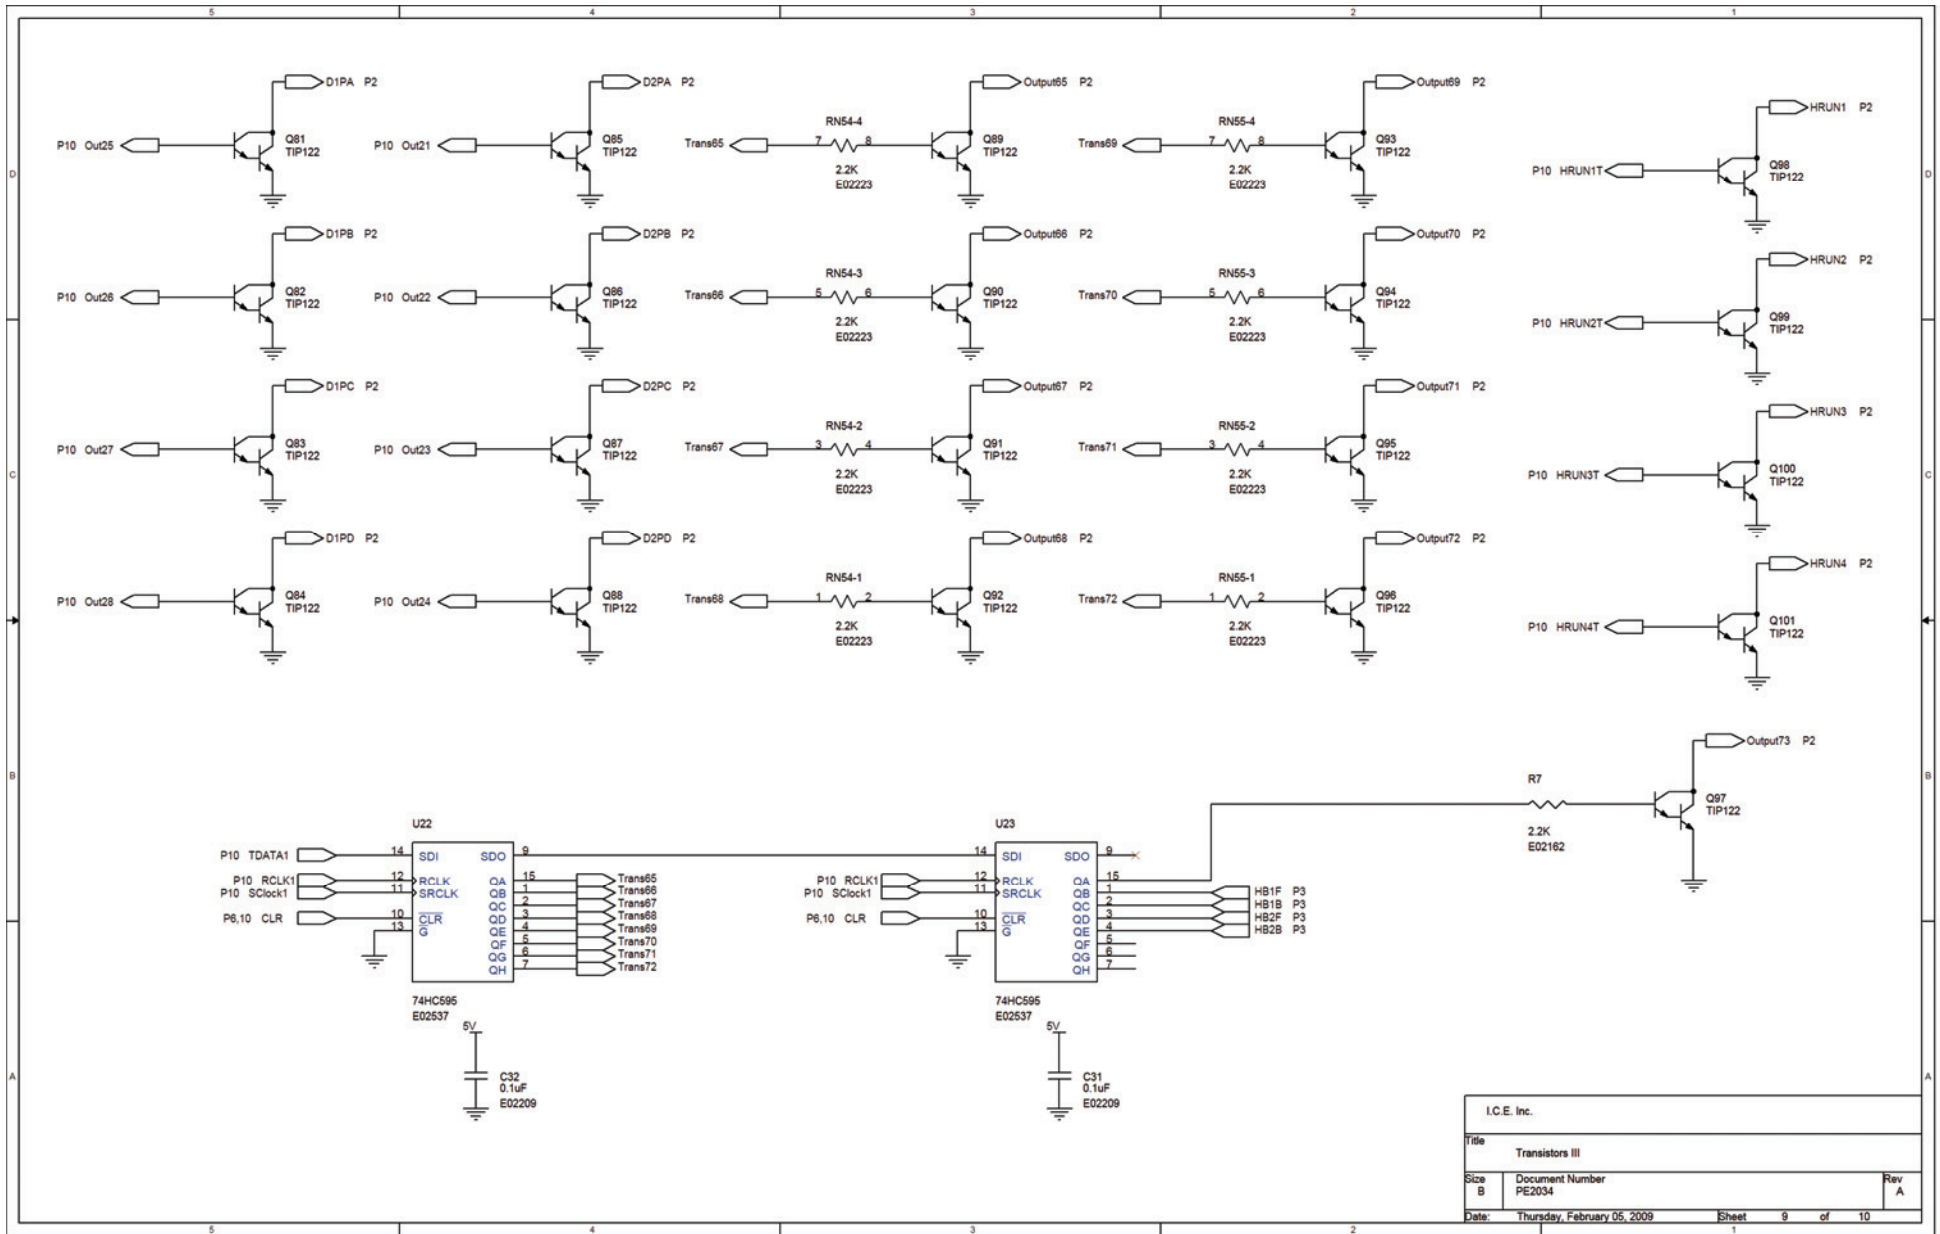 5 4 3 2 1
D1PA P2
P10 Out25
Q81
TIP122
D2PA P2
P10 Out21
Q85
TIP122
Output65 P2
Trans65
RN54-4
7 8
2.2K
E02223
Q89
TIP122
Output69 P2
Trans69
RN55-4
7 8
2.2K
E02223
Q93
TIP122
HRUN1 P2
P10 HRUN1T
Q98
TIP122
D D
D1PB P2
P10 Out26
Q82
TIP122
D2PB P2
P10 Out22
Q86
TIP122
Output66 P2
Trans66
RN54-3
5 6
2.2K
E02223
Q90
TIP122
Output70 P2
Trans70
RN55-3
5 6
2.2K
E02223
Q94
TIP122
HRUN2 P2
P10 HRUN2T
Q99
TIP122
D1PC P2
P10 Out27
Q83
TIP122
D2PC P2
P10 Out23
Q87
TIP122
Output67 P2
Trans67
RN54-2
3 4
2.2K
E02223
Q91
TIP122
Output71 P2
Trans71
RN55-2
3 4
2.2K
E02223
Q95
TIP122
HRUN3 P2
P10 HRUN3T
Q100
TIP122
C C
D1PD P2
P10 Out28
Q84
TIP122
D2PD P2
P10 Out24
Q88
TIP122
Output68 P2
Trans68
RN54-1
1 2
2.2K
E02223
Q92
TIP122
Output72 P2
Trans72
RN55-1
1 2
2.2K
E02223
Q96
TIP122
HRUN4 P2
P10 HRUN4T
Q101
TIP122
Output73 P2
R7
2.2K
E02162
Q97
TIP122
B B
U22
P10 TDATA1 14 SDI SDO 9
P10 RCLK1 12 RCLK QA 15 Trans65
P10 SClock1 11 SRCLK QB 1 Trans66
QC 2 Trans67
P6,10 CLR 10 CLR QD 3 Trans68
13 G QE 4 Trans69
QF 5 Trans70
QG 6 Trans71
QH 7 Trans72
74HC595
E02537
5V
C32
0.1uF
E02209
U23
14 SDI SDO 9
P10 RCLK1 12 RCLK QA 15
P10 SClock1 11 SRCLK QB 1 HB1F P3
QC 2 HB1B P3
P6,10 CLR 10 CLR QD 3 HB2F P3
13 G QE 4 HB2B P3
QF 5
QG 6
QH 7
74HC595
E02537
5V
C31
0.1uF
E02209
A A
I.C.E. Inc.
Title
Transistors III
Size
B
Document Number
PE2034
Rev
A
Date: Thursday, February 05, 2009 Sheet 9 of 10
5 4 3 2 1